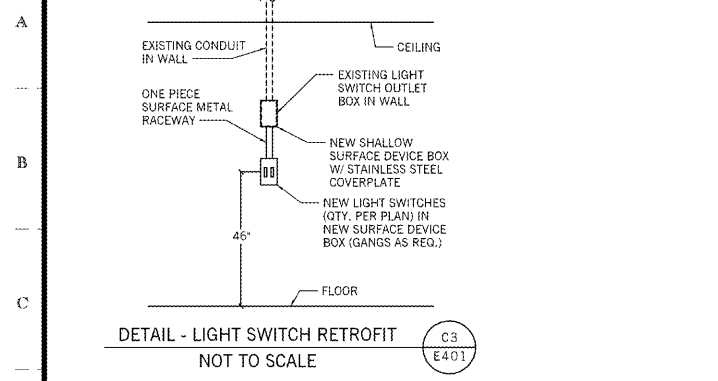 A
EXISTING CONDUIT
IN WALL
CEILING
EXISTING LIGHT
SWITCH OUTLET
BOX IN WALL
ONE PIECE
SURFACE METAL
RACEWAY
B
NEW SHALLOW
SURFACE DEVICE BOX
W/ STAINLESS STEEL
COVERPLATE
NEW LIGHT SWITCHES
(QTY. PER PLAN) IN
NEW SURFACE DEVICE
BOX (GANGS AS REQ.)
46"
C
FLOOR
DETAIL - LIGHT SWITCH RETROFIT
NOT TO SCALE
C3
E401